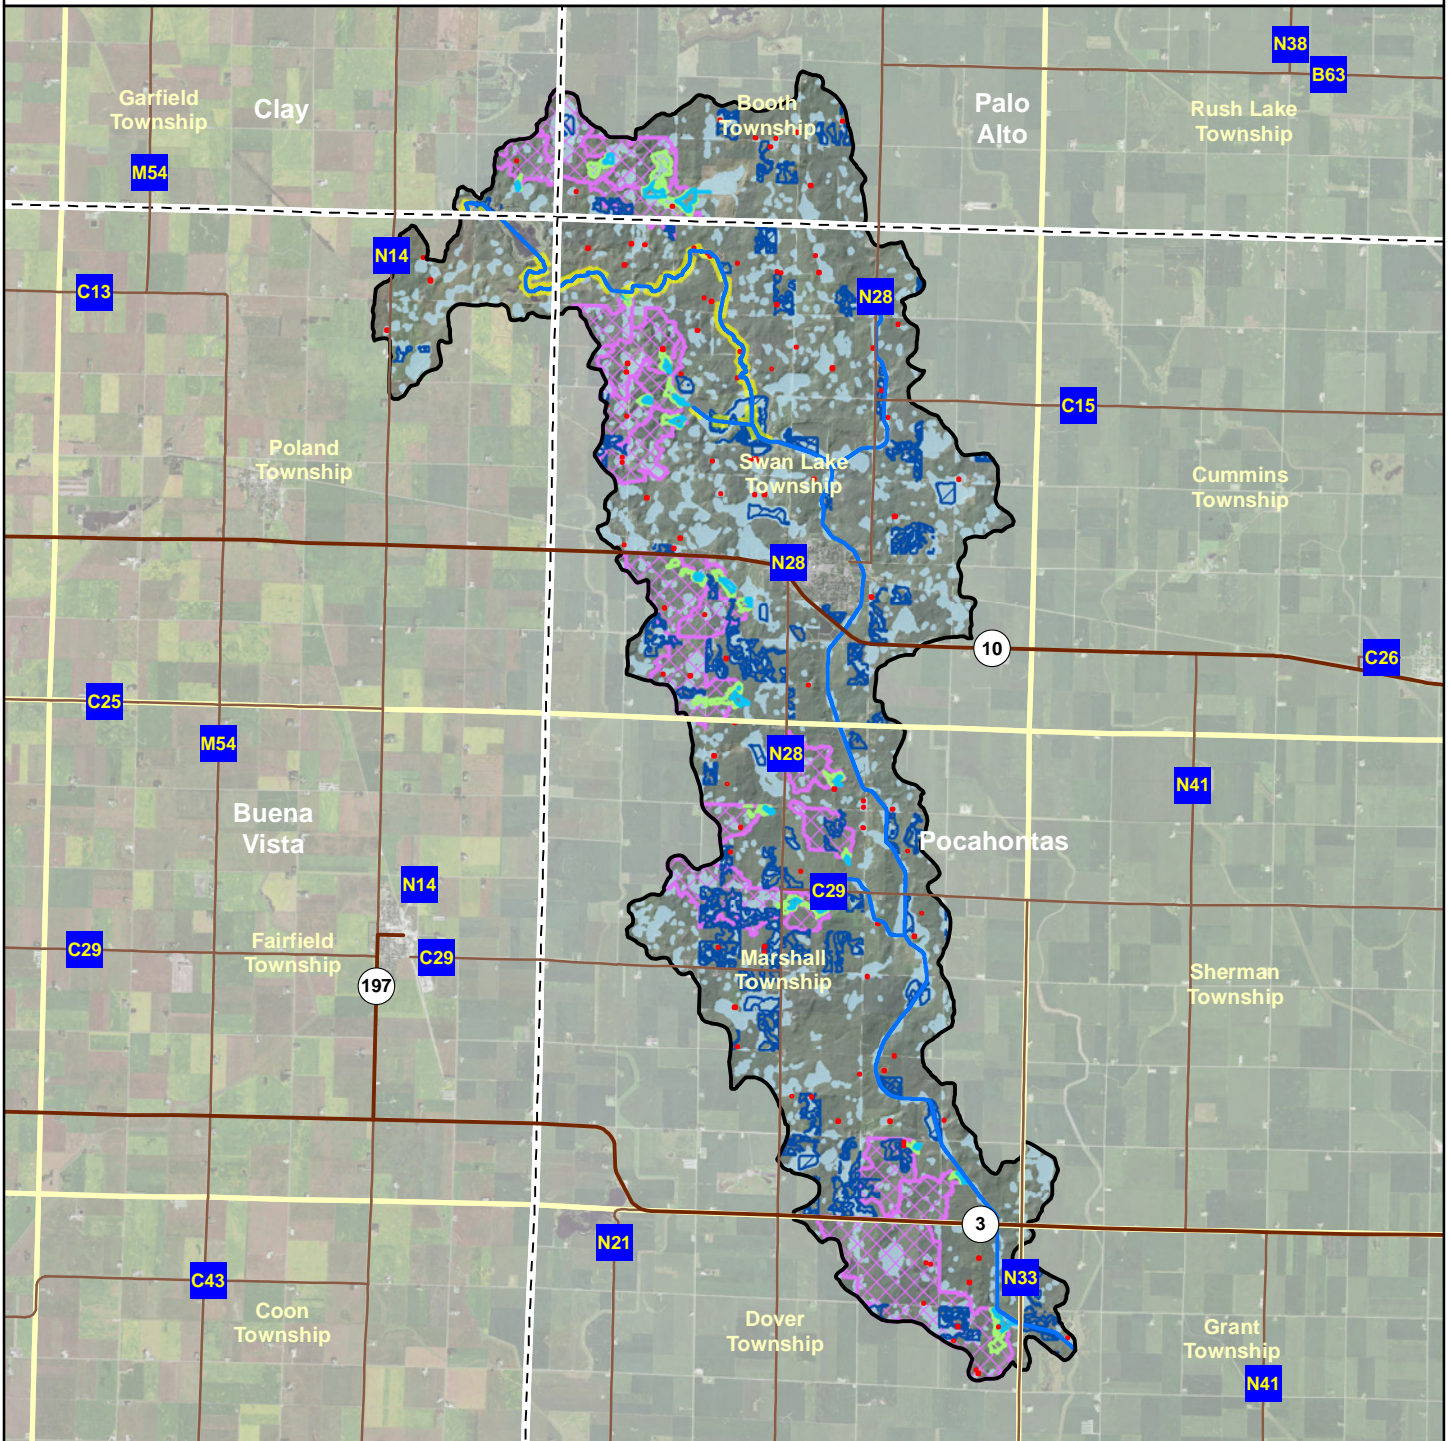 N38
B63
Garfield
Township
Clay
Booth
Township
Palo
Alto
Rush Lake
Township
M54
N14
C13
N28
C15
Poland
Township
Swan Lake
Township
Cummins
Township
N28
10
C26
C25
M54
N28
N41
Buena
Vista
Pocahontas
N14
C29
C29
Fairfield
Township
C29
Marshall
Township
Sherman
Township
197
3
N21
N33
C43
Coon
Township
Dover
Township
Grant
Township
N41